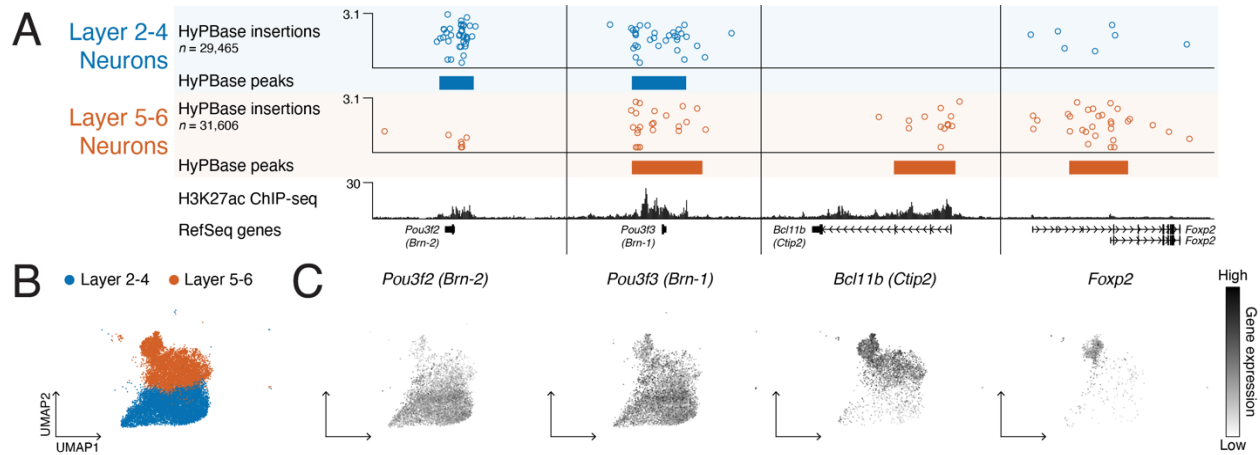 A
Layer 2-4
Neurons
HyPBase insertions
n = 29,465
3.1
HyPBase peaks
Layer 5-6
Neurons
HyPBase insertions
n = 31,606
3.1
HyPBase peaks
H3K27ac ChIP-seq
30
RefSeq genes
Pou3f2
(Brn-2)
Pou3f3
(Brn-1)
Bcl11b
(Ctip2)
Foxp2
Foxp2
B
Layer 2-4
Layer 5-6
UMAP2
UMAP1
C
Pou3f2 (Brn-2)
Pou3f3 (Brn-1)
Bcl11b (Ctip2)
Foxp2
High
Gene expression
Low